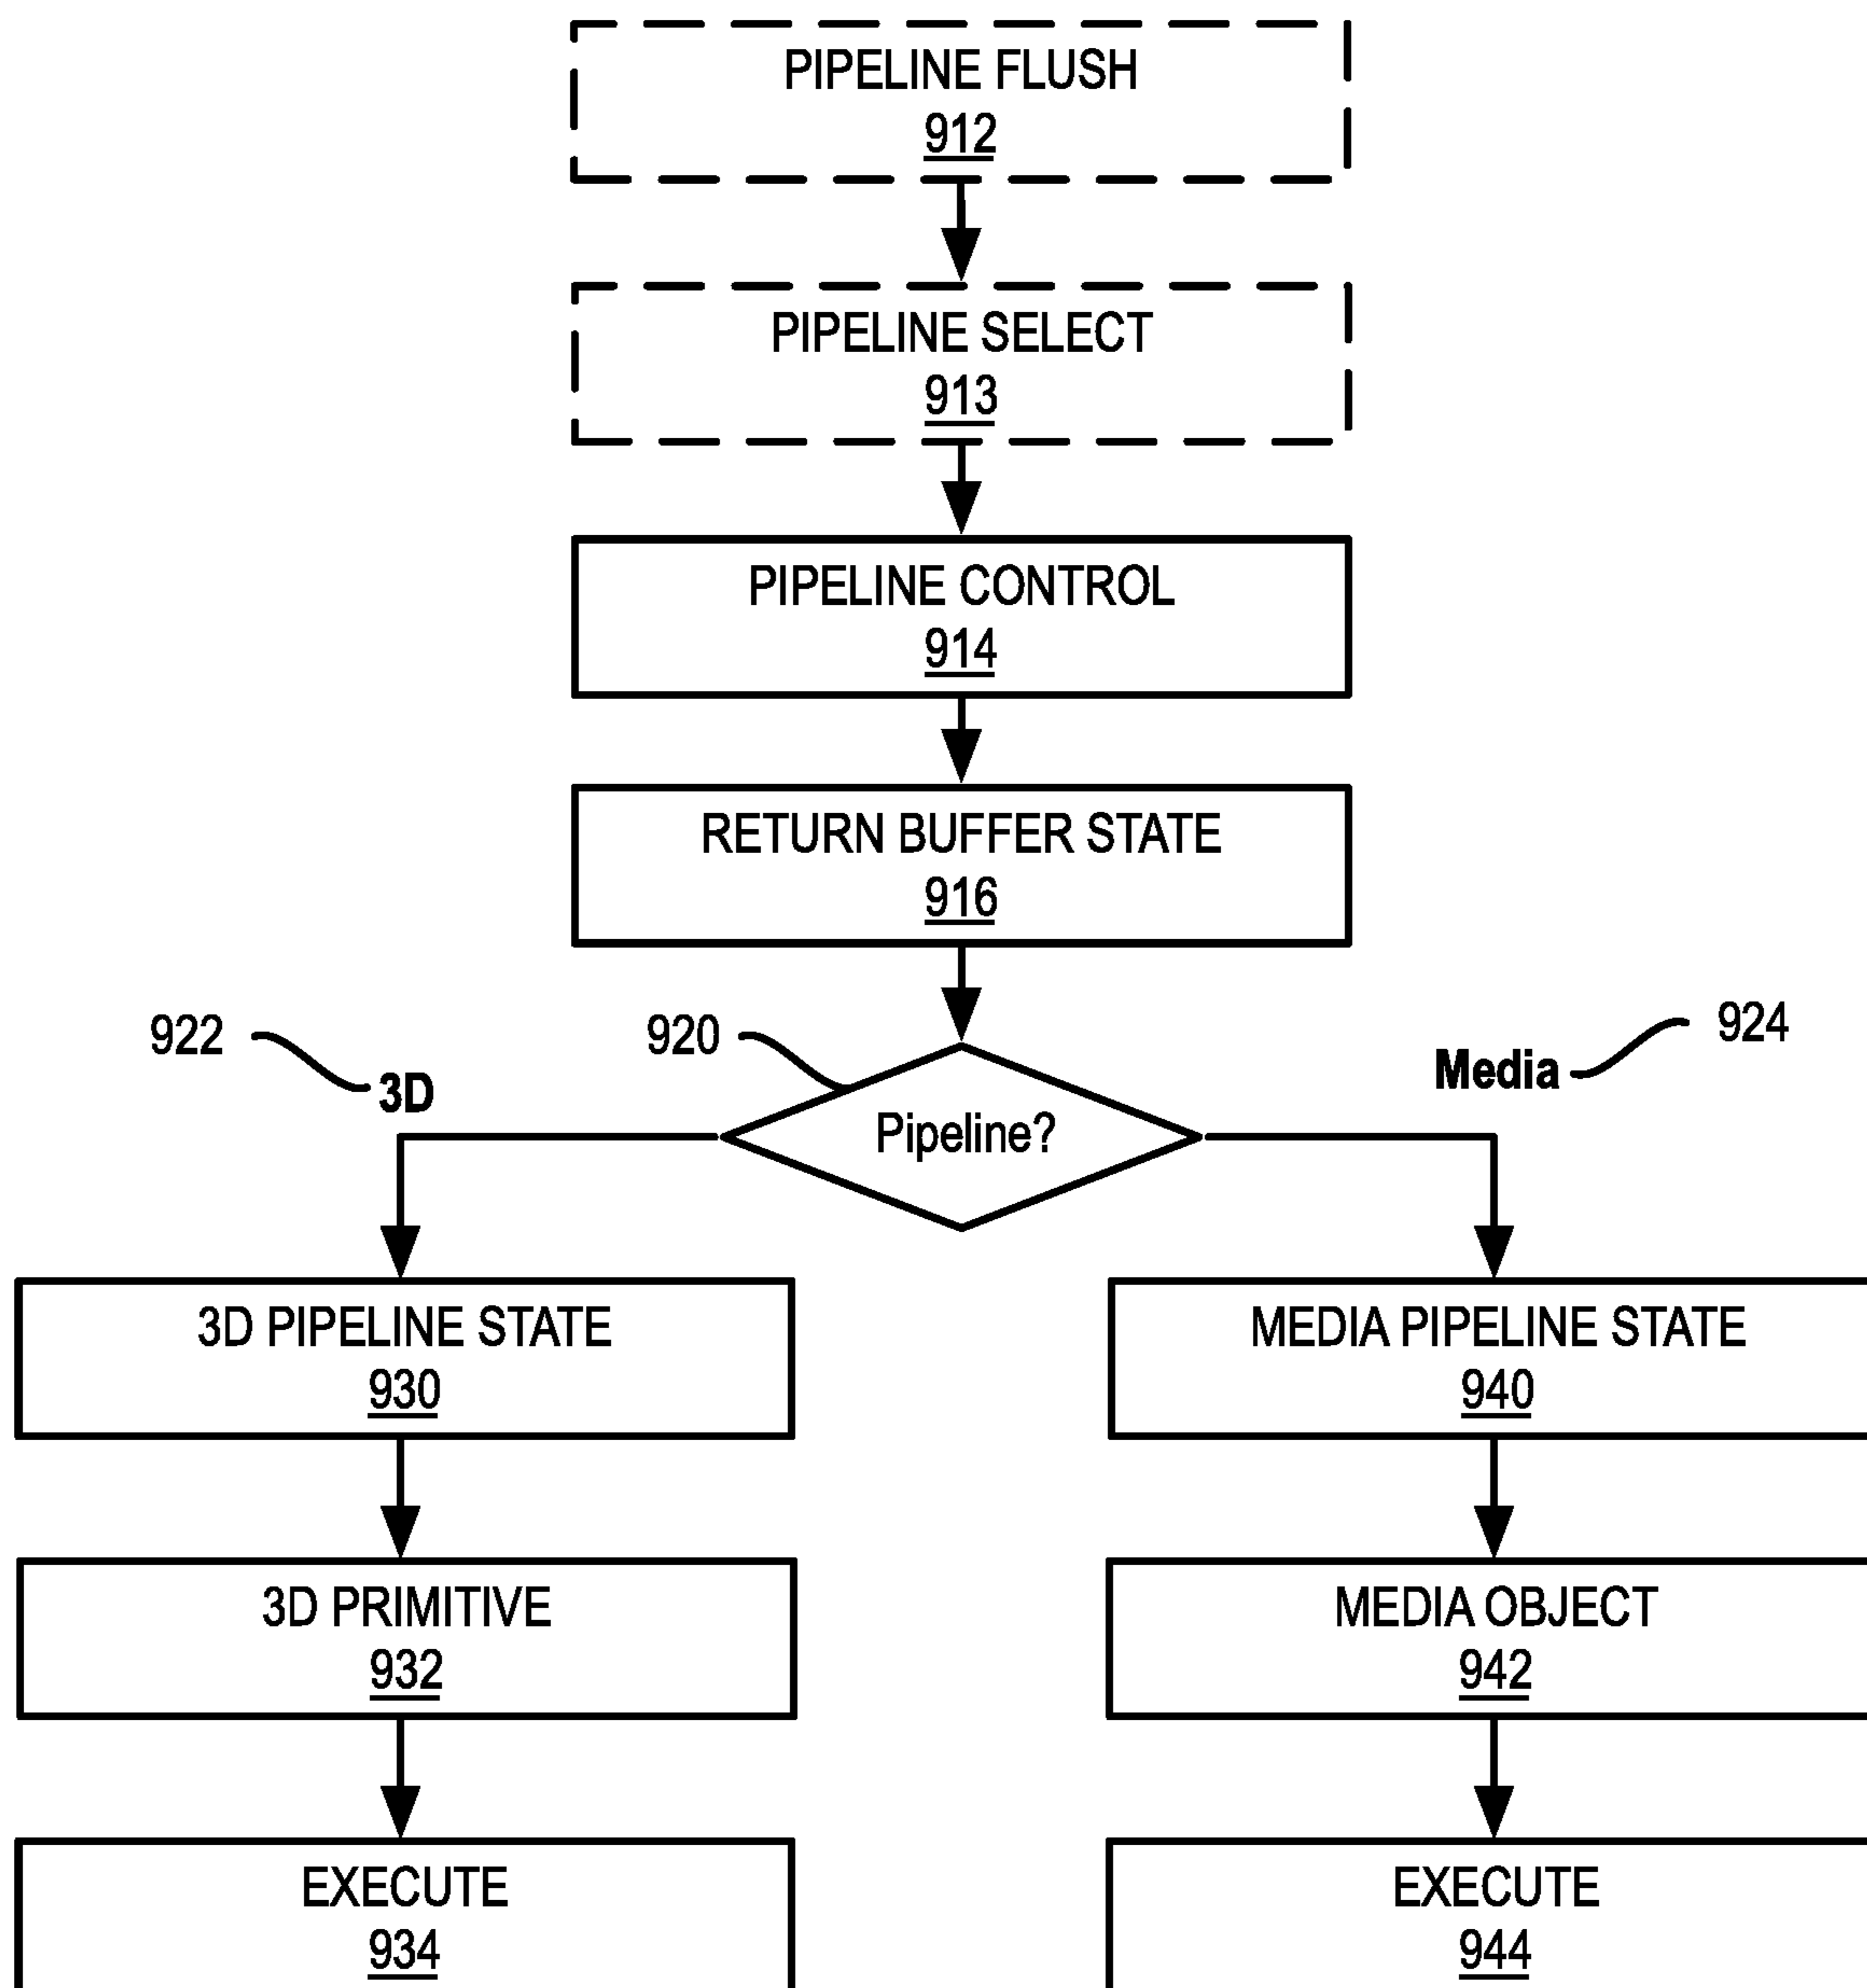 PIPELINE FLUSH
912
PIPELINE SELECT
913
PIPELINE CONTROL
914
RETURN BUFFER STATE
916
922
920
924
3D
Media
Pipeline?
3D PIPELINE STATE
930
MEDIA PIPELINE STATE
940
3D PRIMITIVE
932
MEDIA OBJECT
942
EXECUTE
934
EXECUTE
944